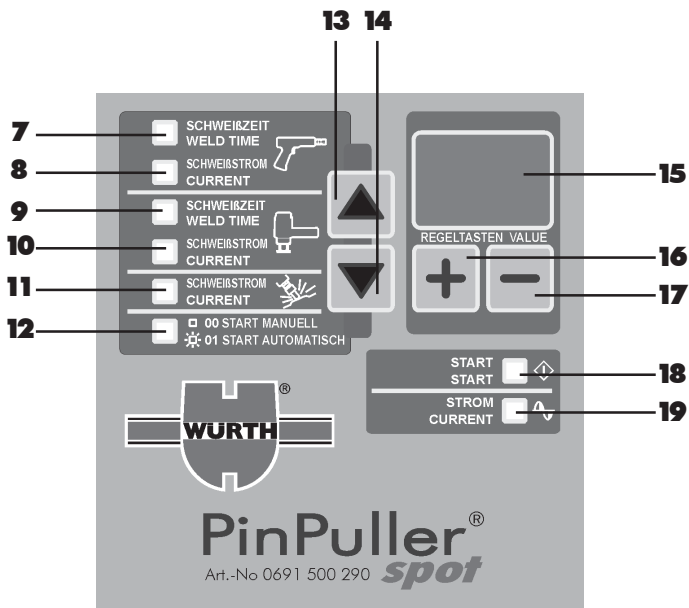 13 14
7
SCHWEIßZEIT
WELD TIME
8
SCHWEIßSTROM
CURRENT
9
SCHWEIßZEIT
WELD TIME
10
SCHWEIßSTROM
CURRENT
11
SCHWEIßSTROM
CURRENT
12
00 START MANUELL
01 START AUTOMATISCH
15
REGELTASTEN VALUE
16
+ −
17
START
START
18
STROM
CURRENT
19
WÜRTH®
PinPuller®
spot
Art.-No 0691 500 290